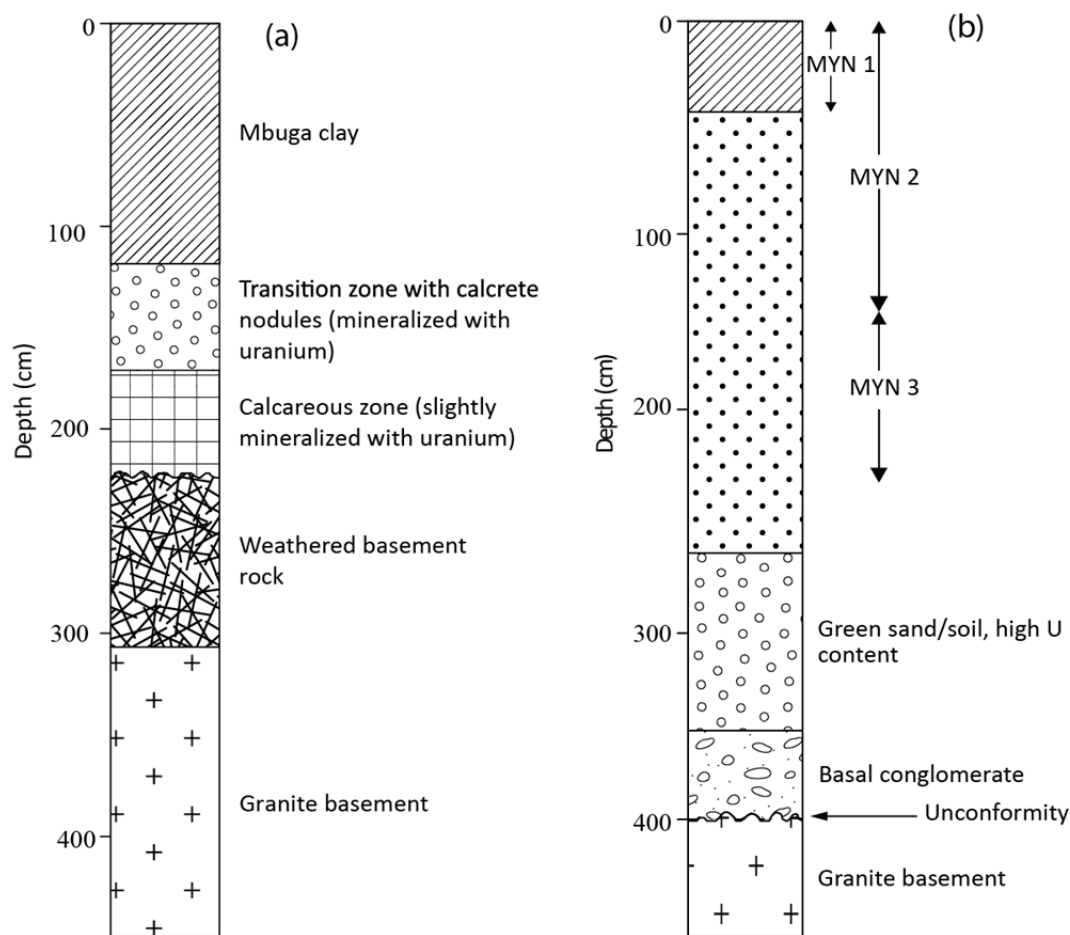 (a)
0
100
200
300
400
Depth (cm)
Mbuga clay
Transition zone with calcrete
nodules (mineralized with
uranium)
Calcareous zone (slightly
mineralized with uranium)
Weathered basement
rock
Granite basement
(b)
0
100
200
300
400
Depth (cm)
MYN 1
MYN 2
MYN 3
Green sand/soil, high U
content
Basal conglomerate
Unconformity
Granite basement